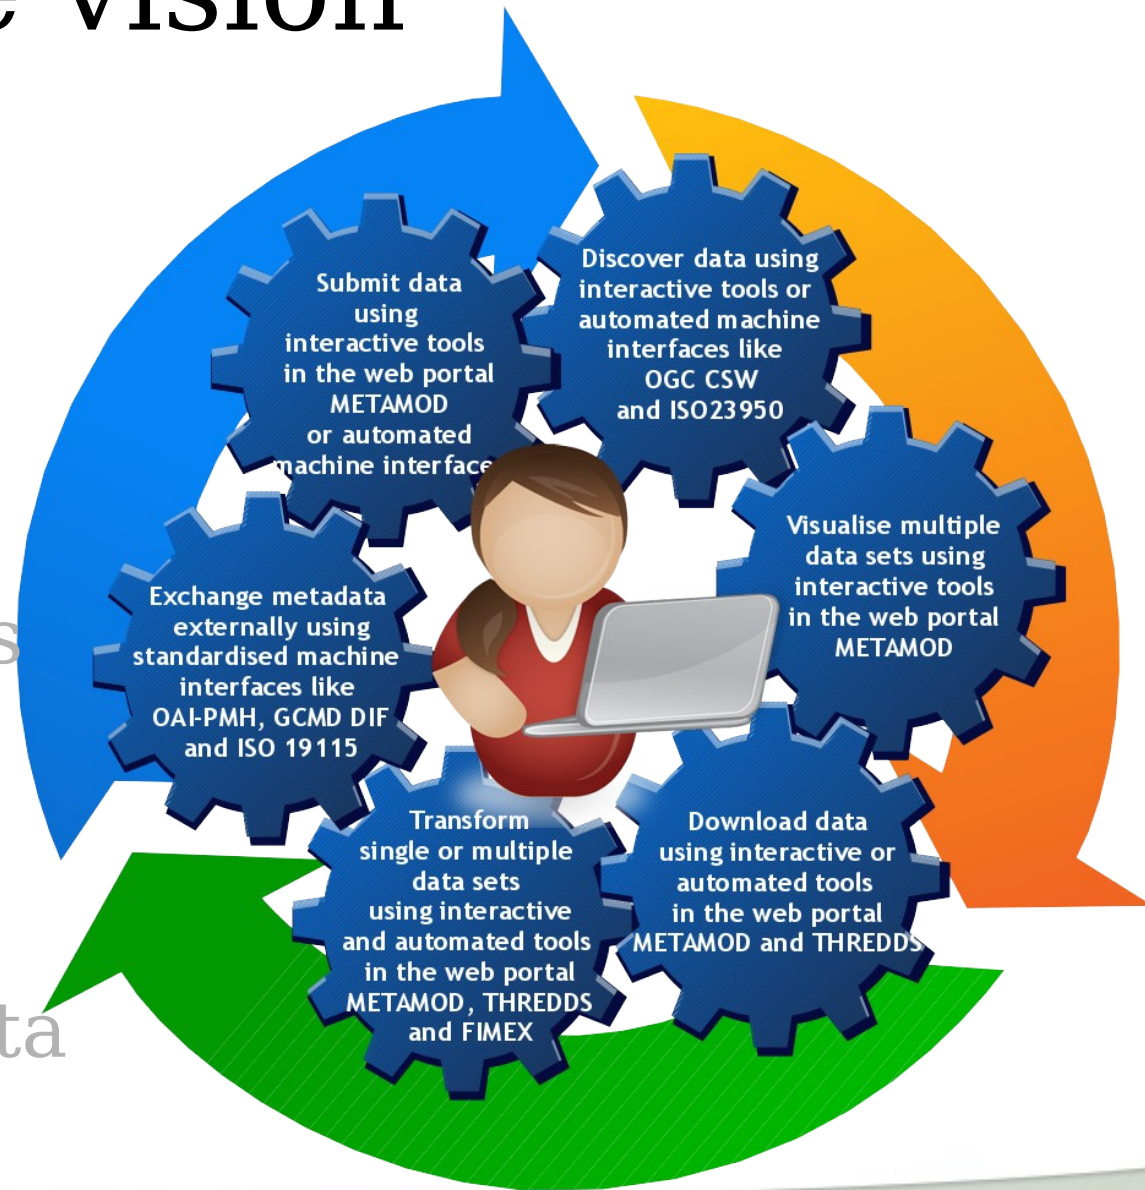 e vision
Submit data
using
interactive tools
in the web portal
METAMOD
or automated
machine interface
Discover data using
interactive tools or
automated machine
interfaces like
OGC CSW
and ISO23950
Visualise multiple
data sets using
interactive tools
in the web portal
METAMOD
Exchange metadata
externally using
standardised machine
interfaces like
OAI-PMH, GCMD DIF
and ISO 19115
s
Transform
single or multiple
data sets
using interactive
and automated tools
in the web portal
METAMOD, THREDDS
and FIMEX
Download data
using interactive or
automated tools
in the web portal
METAMOD and THREDDS
ta